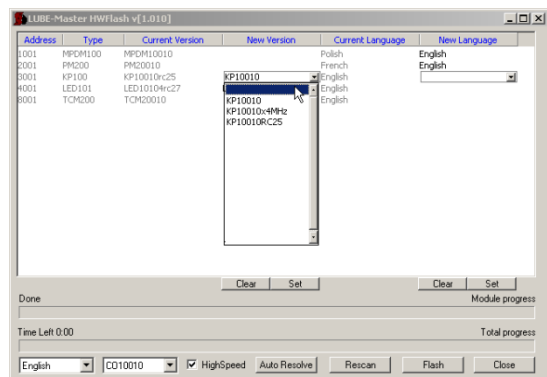 LUBE-Master HWFlash v[1.010]
Address Type Current Version New Version Current Language New Language
1001 MPDM100 MPDM10010 Polish English
2001 PM200 PM20010 French English
3001 KP100 KP10010rc25 KP10010 English
4001 LED101 LED10104rc27 English
8001 TCM200 TCM20010 English
KP10010
KP10010x4MHz
KP10010RC25
Clear Set Clear Set
Done Module progress
Time Left 0:00 Total progress
English CO10010 HighSpeed Auto Resolve Rescan Flash Close